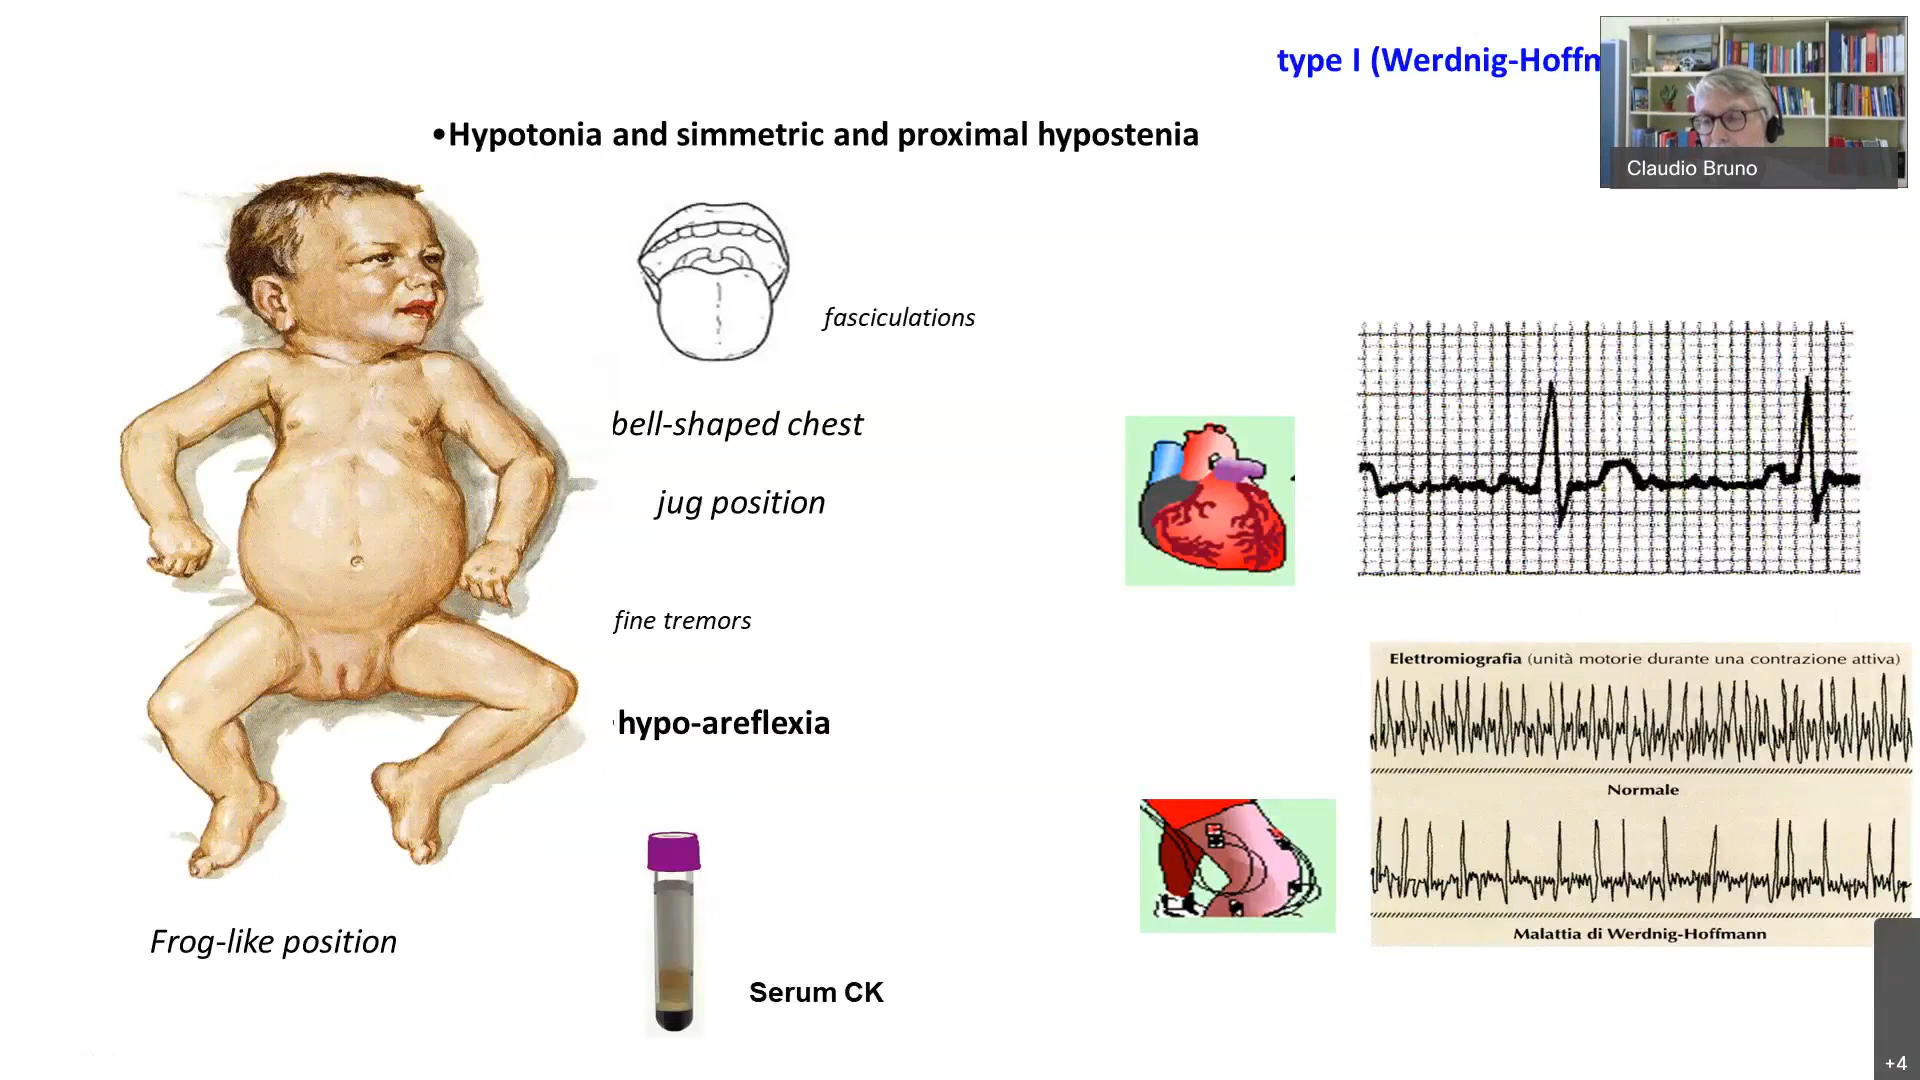 type I (Werdnig-Hoffm
Claudio Bruno
•Hypotonia and simmetric and proximal hypostenia
fasciculations
bell-shaped chest
jug position
fine tremors
hypo-areflexia
Frog-like position
Serum CK
Elettromiografia (unità motorie durante una contrazione attiva)
Normale
Malattia di Werdnig-Hoffmann
+4